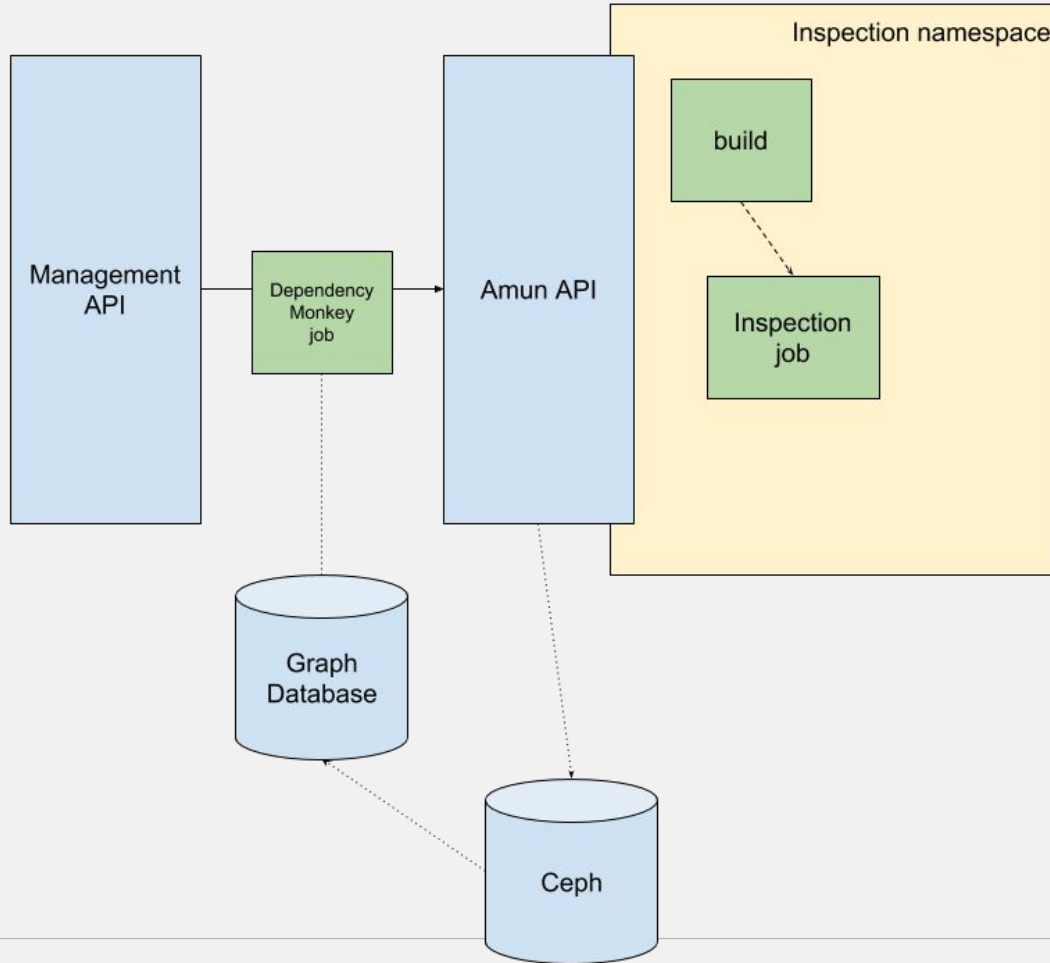 Inspection namespace
build
Management
API
Dependency
Monkey
job
Amun API
Inspection
job
Graph
Database
Ceph